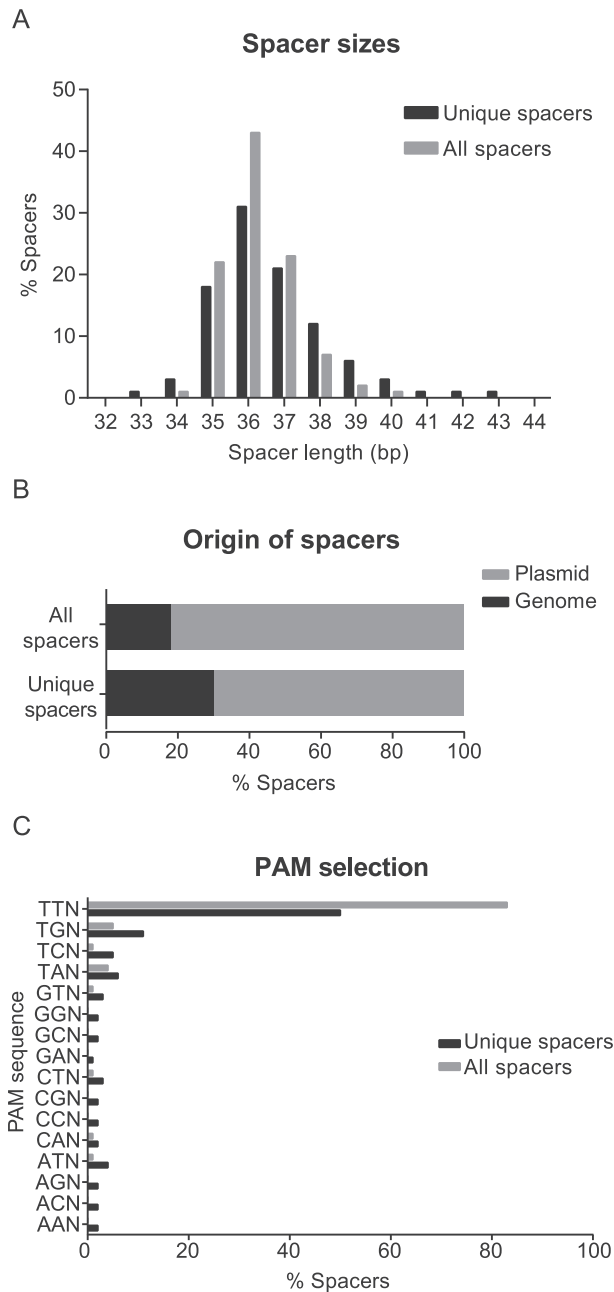 A
Spacer sizes
50
40
30
20
10
0
% Spacers
Unique spacers
All spacers
32 33 34 35 36 37 38 39 40 41 42 43 44
Spacer length (bp)
B
Origin of spacers
Plasmid
Genome
All
spacers
Unique
spacers
0 20 40 60 80 100
% Spacers
C
PAM selection
PAM sequence
TTN
TGN
TCN
TAN
GTN
GGN
GCN
GAN
CTN
CGN
CCN
CAN
ATN
AGN
ACN
AAN
Unique spacers
All spacers
0 20 40 60 80 100
% Spacers